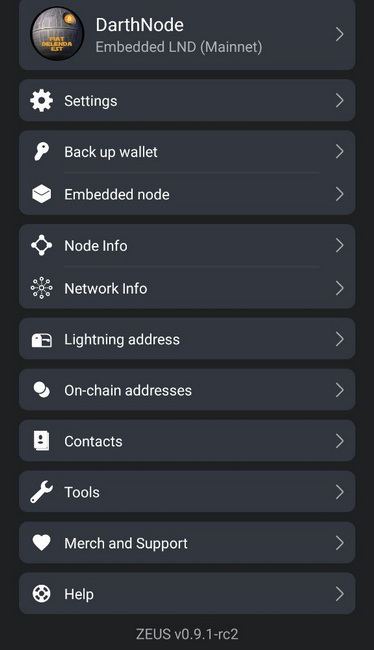 FIAT
DELENDA
EST
DarthNode
Embedded LND (Mainnet)
Settings
Back up wallet
Embedded node
Node Info
Network Info
Lightning address
On-chain addresses
Contacts
Tools
Merch and Support
Help
ZEUS v0.9.1-rc2